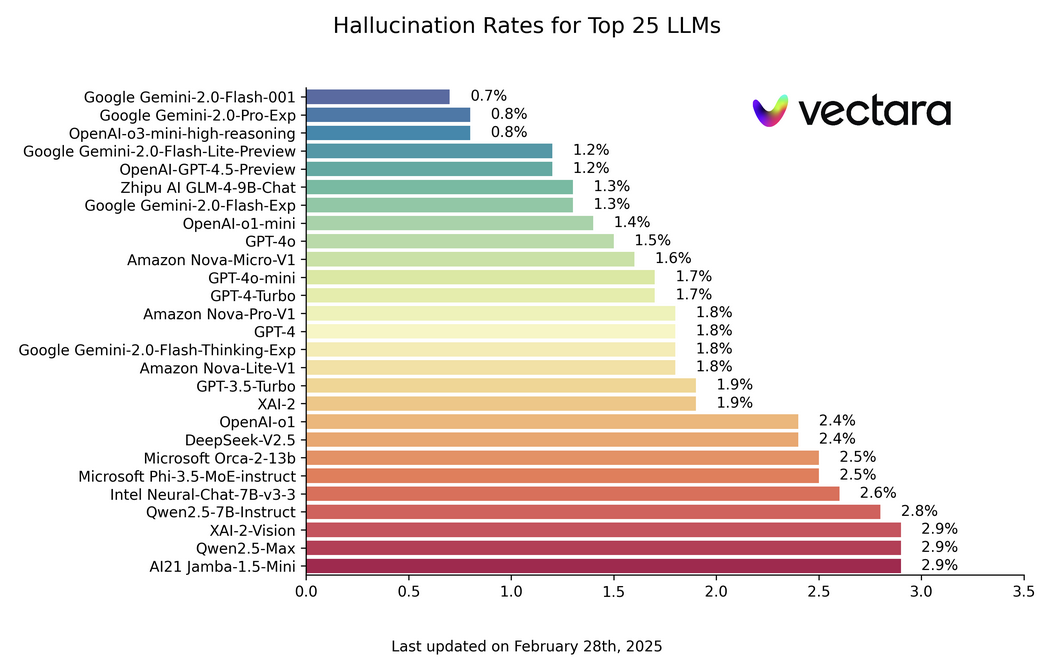 Hallucination Rates for Top 25 LLMs
vectara
Google Gemini-2.0-Flash-001 0.7%
Google Gemini-2.0-Pro-Exp 0.8%
OpenAI-o3-mini-high-reasoning 0.8%
Google Gemini-2.0-Flash-Lite-Preview 1.2%
OpenAI-GPT-4.5-Preview 1.2%
Zhipu AI GLM-4-9B-Chat 1.3%
Google Gemini-2.0-Flash-Exp 1.3%
OpenAI-o1-mini 1.4%
GPT-4o 1.5%
Amazon Nova-Micro-V1 1.6%
GPT-4o-mini 1.7%
GPT-4-Turbo 1.7%
Amazon Nova-Pro-V1 1.8%
GPT-4 1.8%
Google Gemini-2.0-Flash-Thinking-Exp 1.8%
Amazon Nova-Lite-V1 1.8%
GPT-3.5-Turbo 1.9%
XAI-2 1.9%
OpenAI-o1 2.4%
DeepSeek-V2.5 2.4%
Microsoft Orca-2-13b 2.5%
Microsoft Phi-3.5-MoE-instruct 2.5%
Intel Neural-Chat-7B-v3-3 2.6%
Qwen2.5-7B-Instruct 2.8%
XAI-2-Vision 2.9%
Qwen2.5-Max 2.9%
AI21 Jamba-1.5-Mini 2.9%
0.0 0.5 1.0 1.5 2.0 2.5 3.0 3.5
Last updated on February 28th, 2025